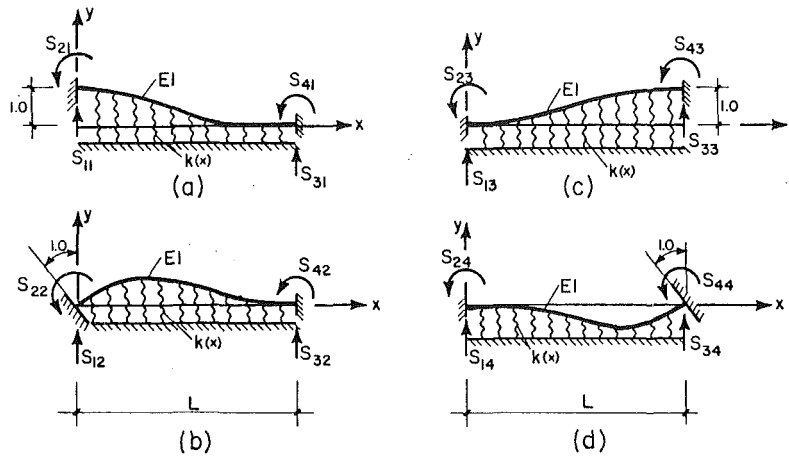 y
S21
1.0
EI
S41
x
S11
k(x)
S31
(a)
y
S23
EI
S43
1.0
S13
k(x)
S33
(c)
y
1.0
S22
EI
S42
x
S12
k(x)
S32
L
(b)
y
S24
EI
1.0
S44
x
S14
k(x)
S34
L
(d)